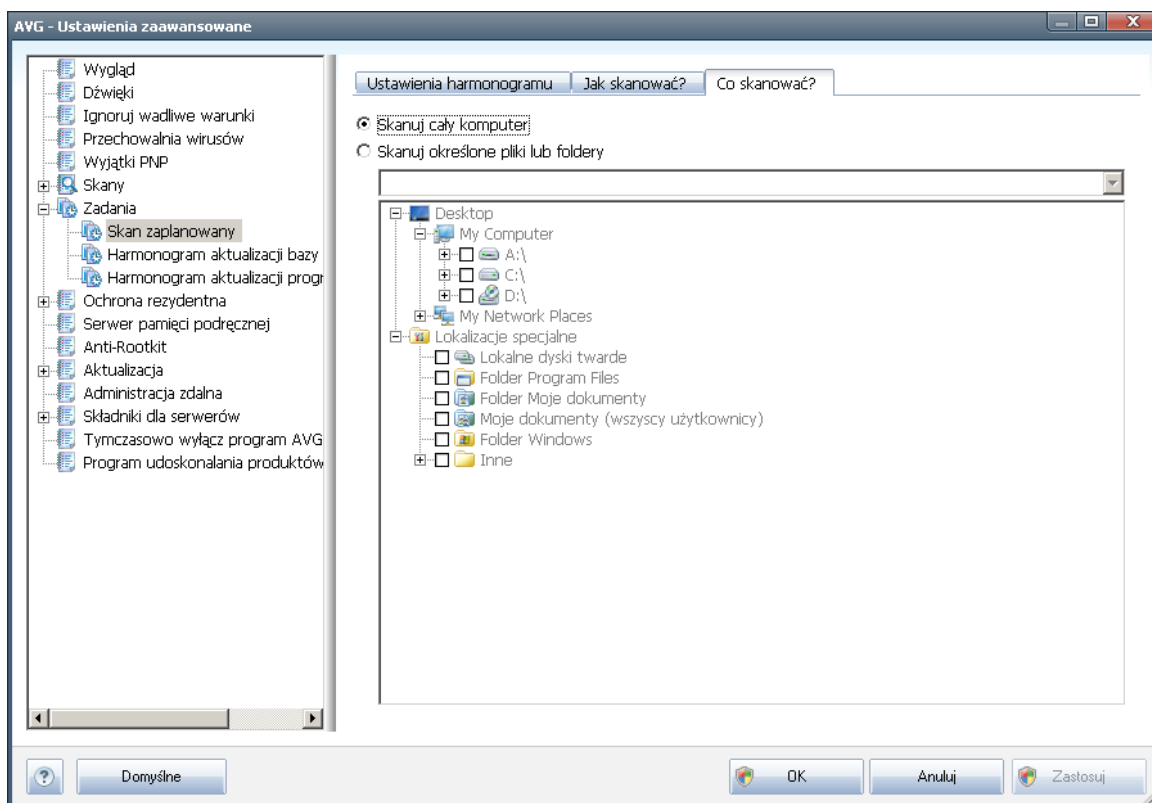 AVG - Ustawienia zaawansowane
Wygląd
Dźwięki
Ignoruj wadliwe warunki
Przechowalnia wirusów
Wyjątki PNP
Skany
Zadania
Skan zaplanowany
Harmonogram aktualizacji bazy
Harmonogram aktualizacji progr
Ochrona rezydentna
Serwer pamięci podręcznej
Anti-Rootkit
Aktualizacja
Administracja zdalna
Składniki dla serwerów
Tymczasowo wyłącz program AVG
Program udoskonalania produktów
Ustawienia harmonogramu
Jak skanować?
Co skanować?
Skanuj cały komputer
Skanuj określone pliki lub foldery
Desktop
My Computer
A:\
C:\
D:\
My Network Places
Lokalizacje specjalne
Lokalne dyski twarde
Folder Program Files
Folder Moje dokumenty
Moje dokumenty (wszyscy użytkownicy)
Folder Windows
Inne
?
Domyślne
OK
Anuluj
Zastosuj